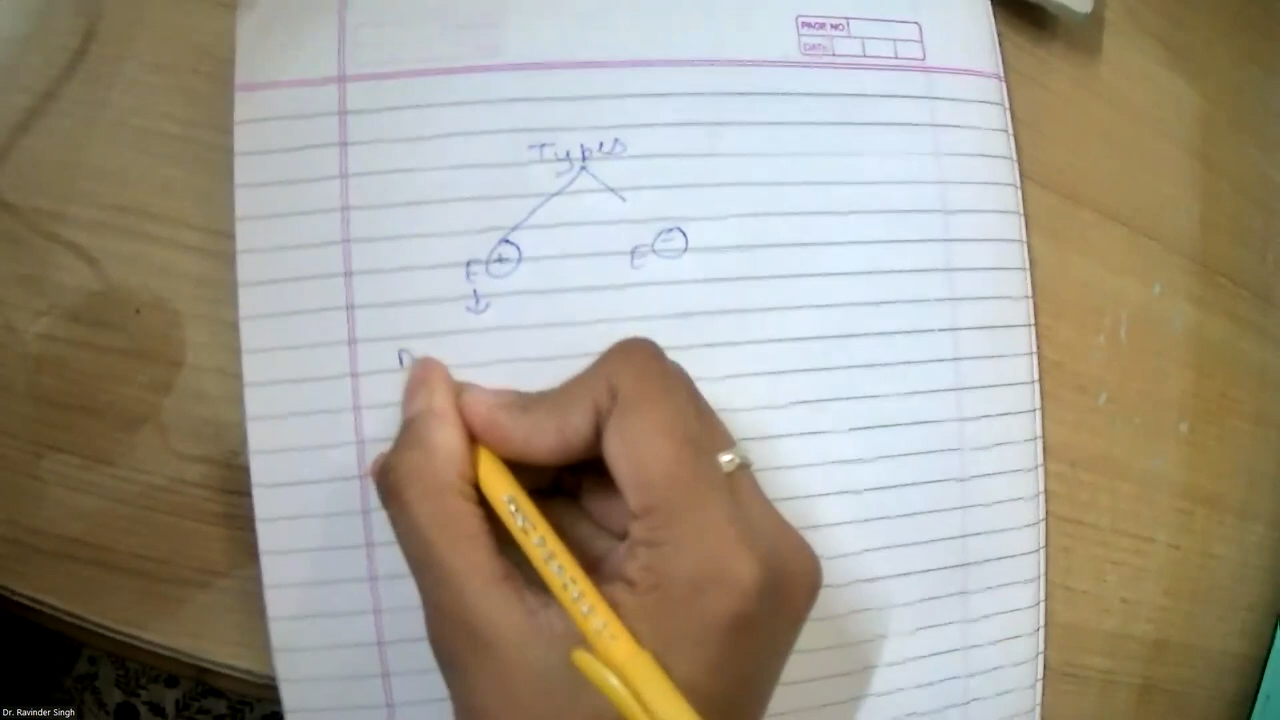 PAGE NO
DATE
Types
E⊕ E⊖
Dr. Ravinder Singh